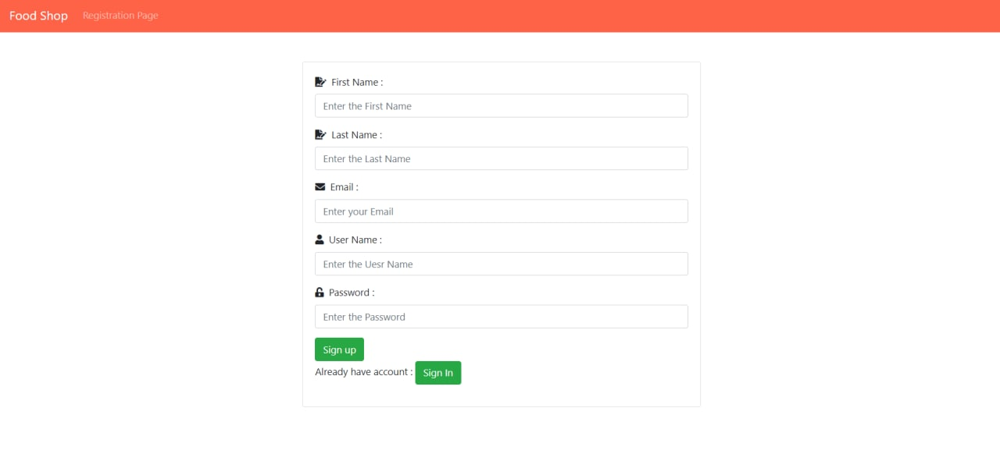 Food Shop Registration Page
First Name :
Enter the First Name
Last Name :
Enter the Last Name
Email :
Enter your Email
User Name :
Enter the Uesr Name
Password :
Enter the Password
Sign up
Already have account : Sign In